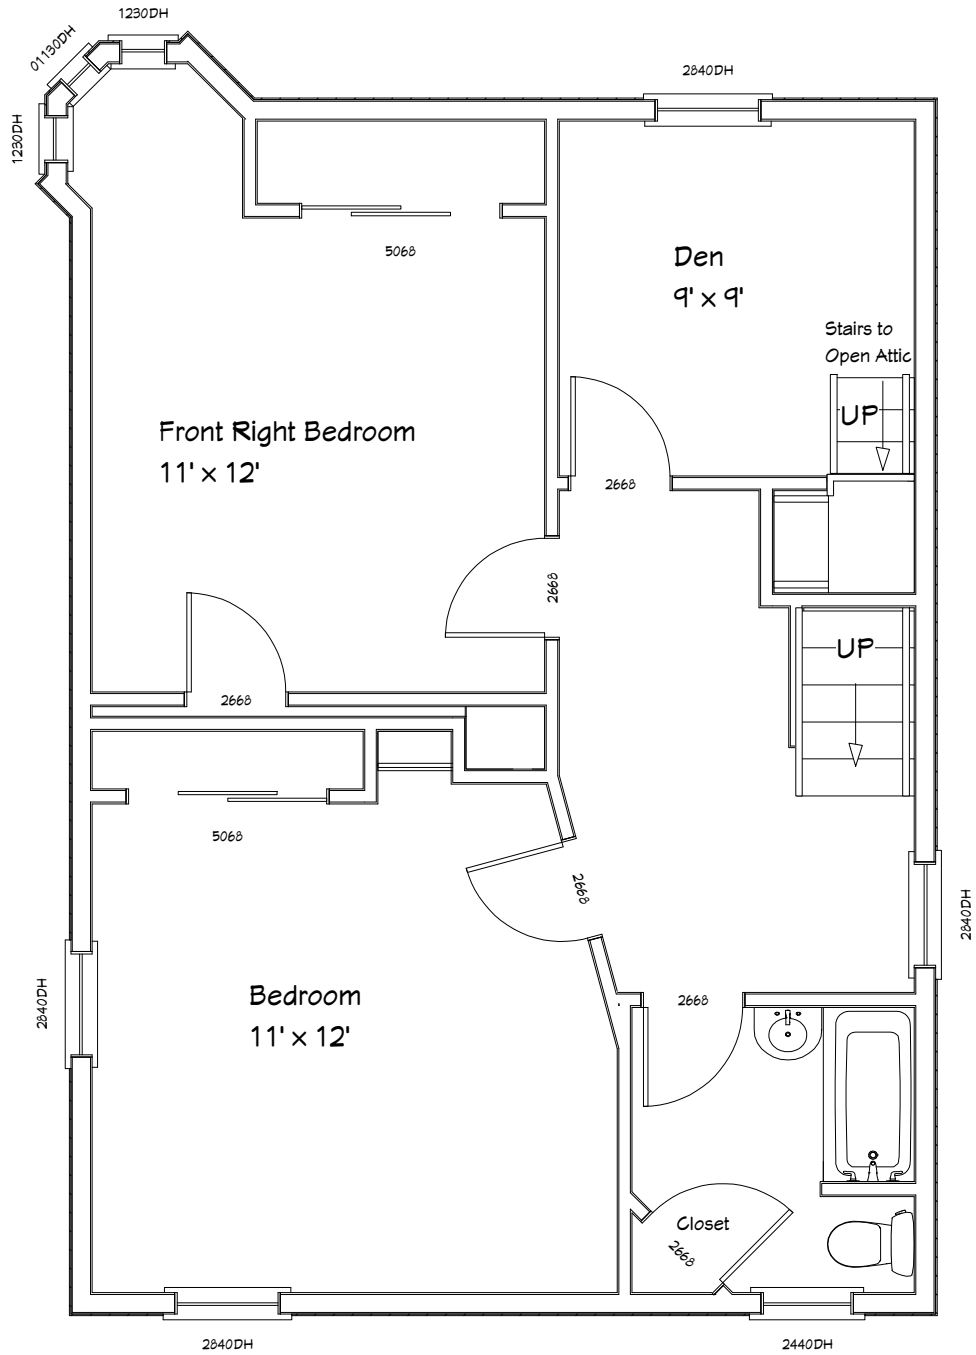 1230DH
01130DH
1230DH
2840DH
5068
Den
9' x 9'
Stairs to
Open Attic
UP
Front Right Bedroom
11' x 12'
2668
2668
2668
UP
5068
2668
2840DH
Bedroom
11' x 12'
2840DH
2668
Closet
2668
2840DH
2440DH